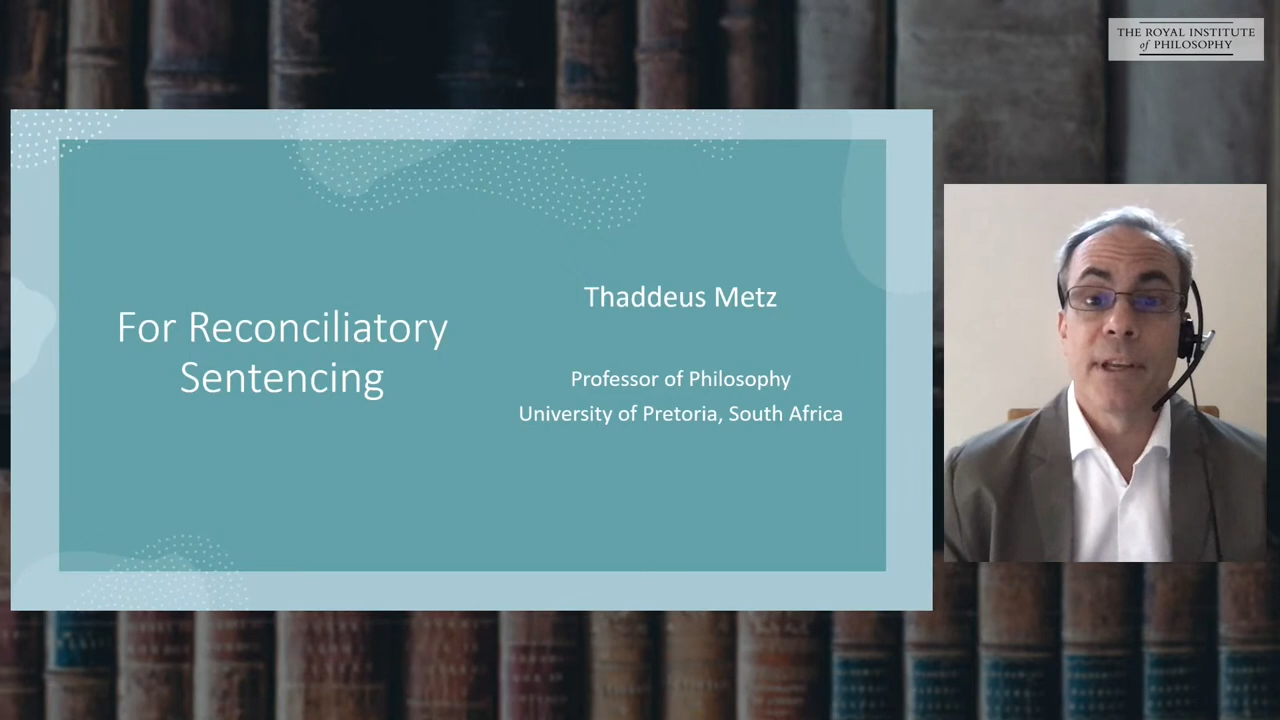 THE ROYAL INSTITUTE
of PHILOSOPHY
For Reconciliatory
Sentencing
Thaddeus Metz
Professor of Philosophy
University of Pretoria, South Africa